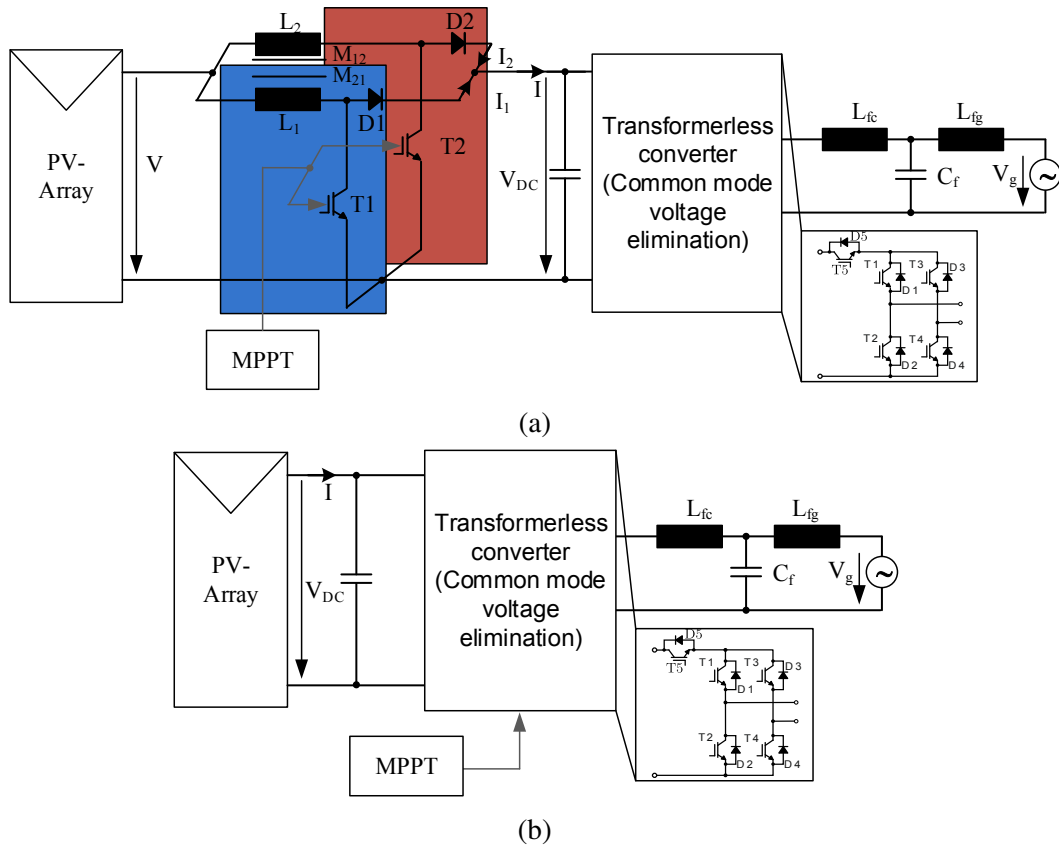 L2
D2
M12
M21
I2
I
I1
L1
D1
PV-
Array
V
T2
T1
VDC
MPPT
Transformerless
converter
(Common mode
voltage
elimination)
Lfc
Lfg
Cf
Vg
D5
T5
T1
T3
D3
D1
T2
T4
D2
D4
(a)
PV-
Array
I
VDC
Transformerless
converter
(Common mode
voltage
elimination)
MPPT
Lfc
Lfg
Cf
Vg
D5
T5
T1
T3
D3
D1
T2
T4
D2
D4
(b)